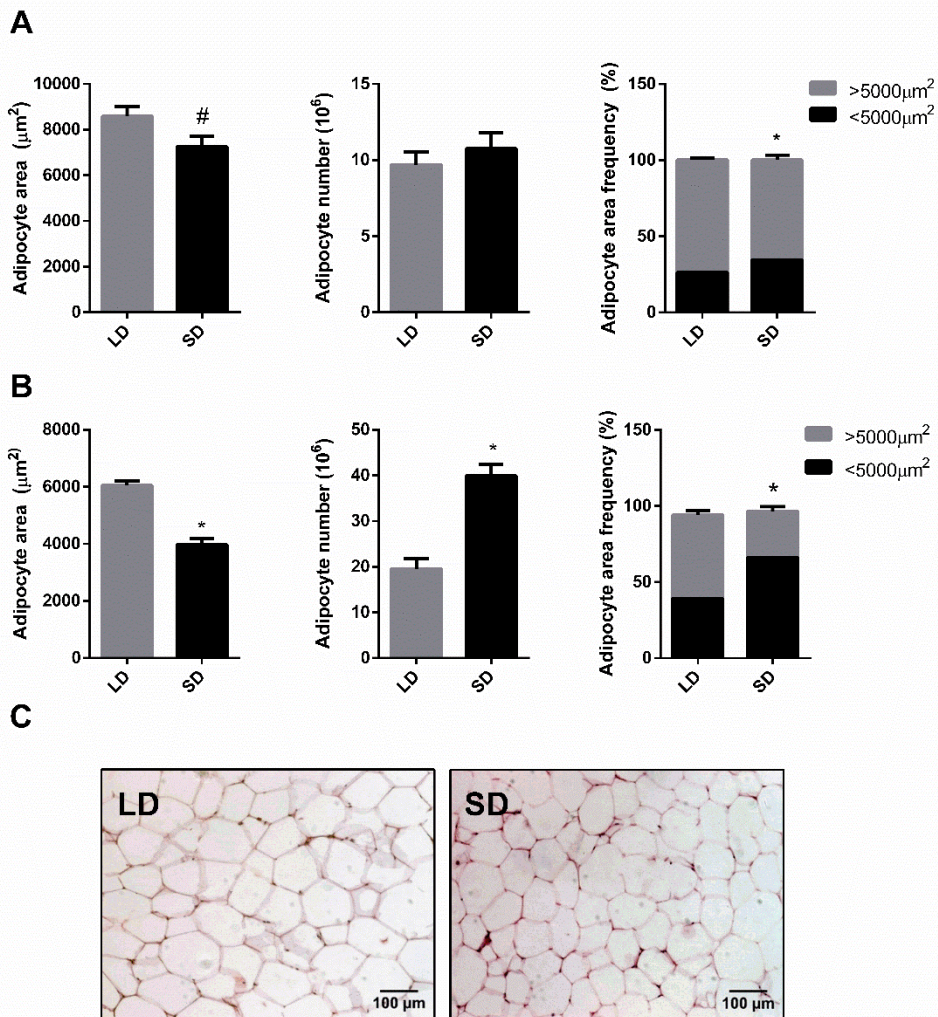 A
Adipocyte area (μm²)
10000
8000
6000
4000
2000
0
#
LD
SD
Adipocyte number (10⁶)
15
10
5
0
LD
SD
Adipocyte area frequency (%)
150
100
50
0
*
LD
SD
>5000μm²
<5000μm²
B
Adipocyte area (μm²)
8000
6000
4000
2000
0
*
LD
SD
Adipocyte number (10⁶)
50
40
30
20
10
0
*
LD
SD
Adipocyte area frequency (%)
150
100
50
0
*
LD
SD
>5000μm²
<5000μm²
C
LD
100 μm
SD
100 μm